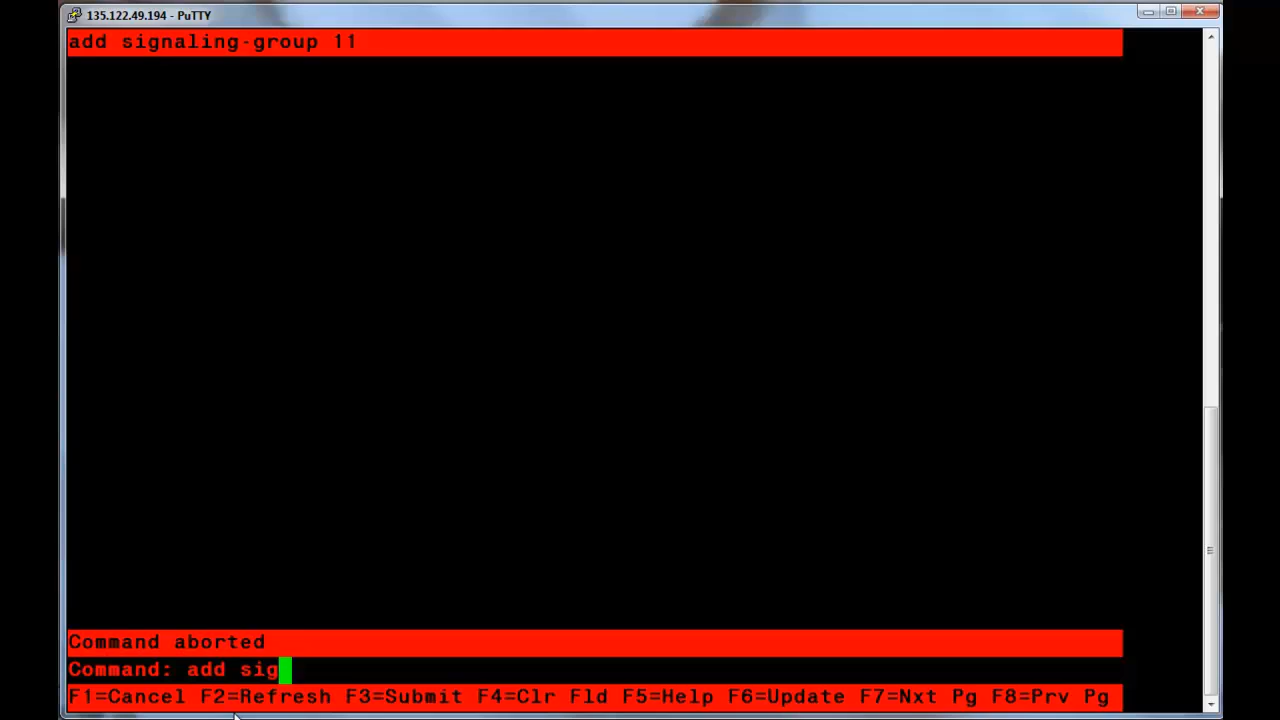 135.122.49.194 - PuTTY
add signaling-group 11
Command aborted
Command: add sig
F1=Cancel F2=Refresh F3=Submit F4=Clr Fld F5=Help F6=Update F7=Nxt Pg F8=Prv Pg